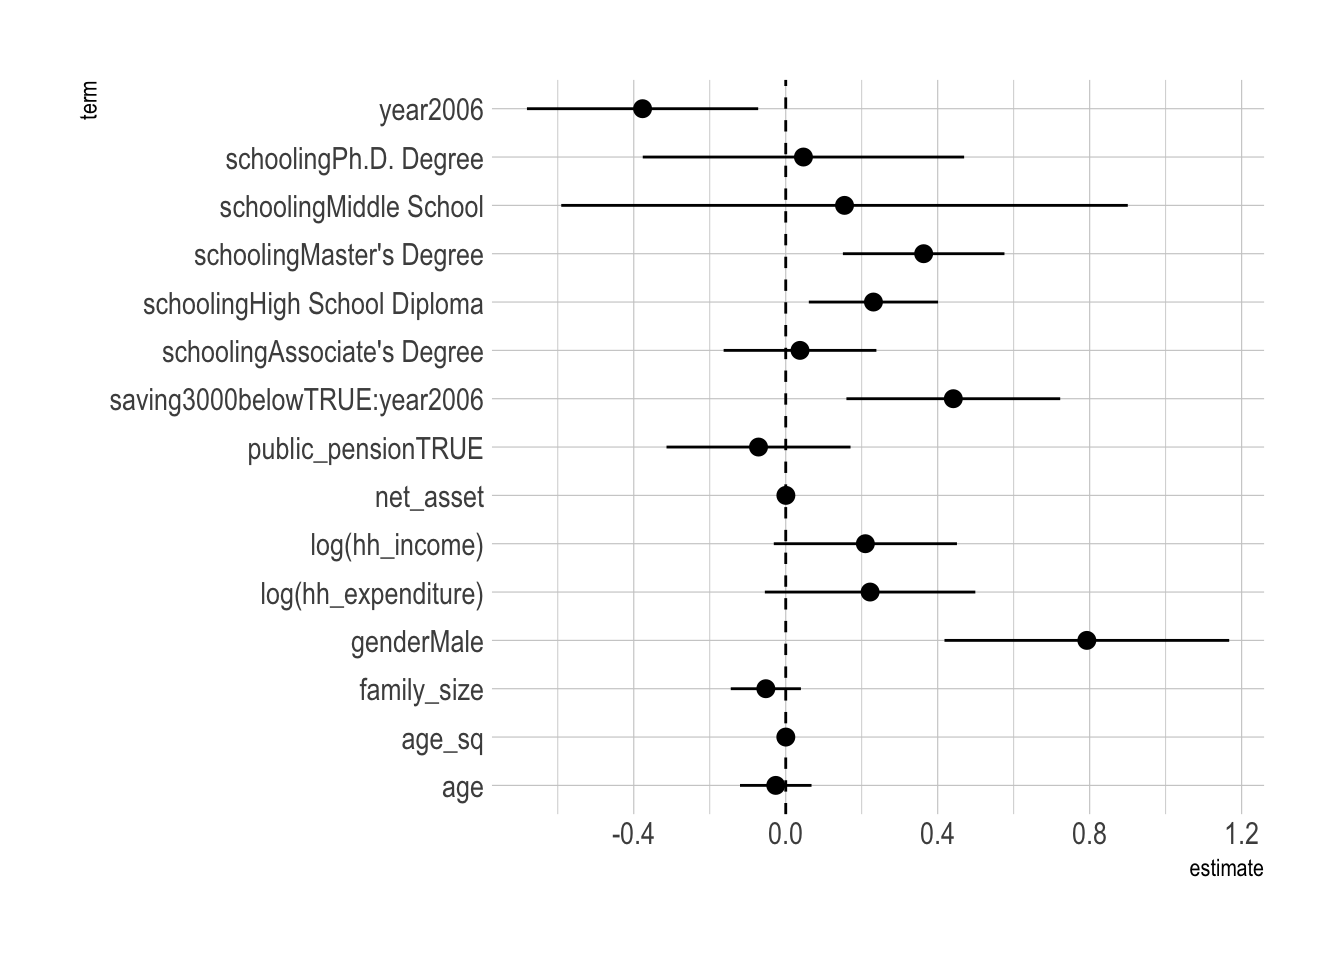 term
year2006
schoolingPh.D. Degree
schoolingMiddle School
schoolingMaster's Degree
schoolingHigh School Diploma
schoolingAssociate's Degree
saving3000belowTRUE:year2006
public_pensionTRUE
net_asset
log(hh_income)
log(hh_expenditure)
genderMale
family_size
age_sq
age
-0.4 0.0 0.4 0.8 1.2
estimate